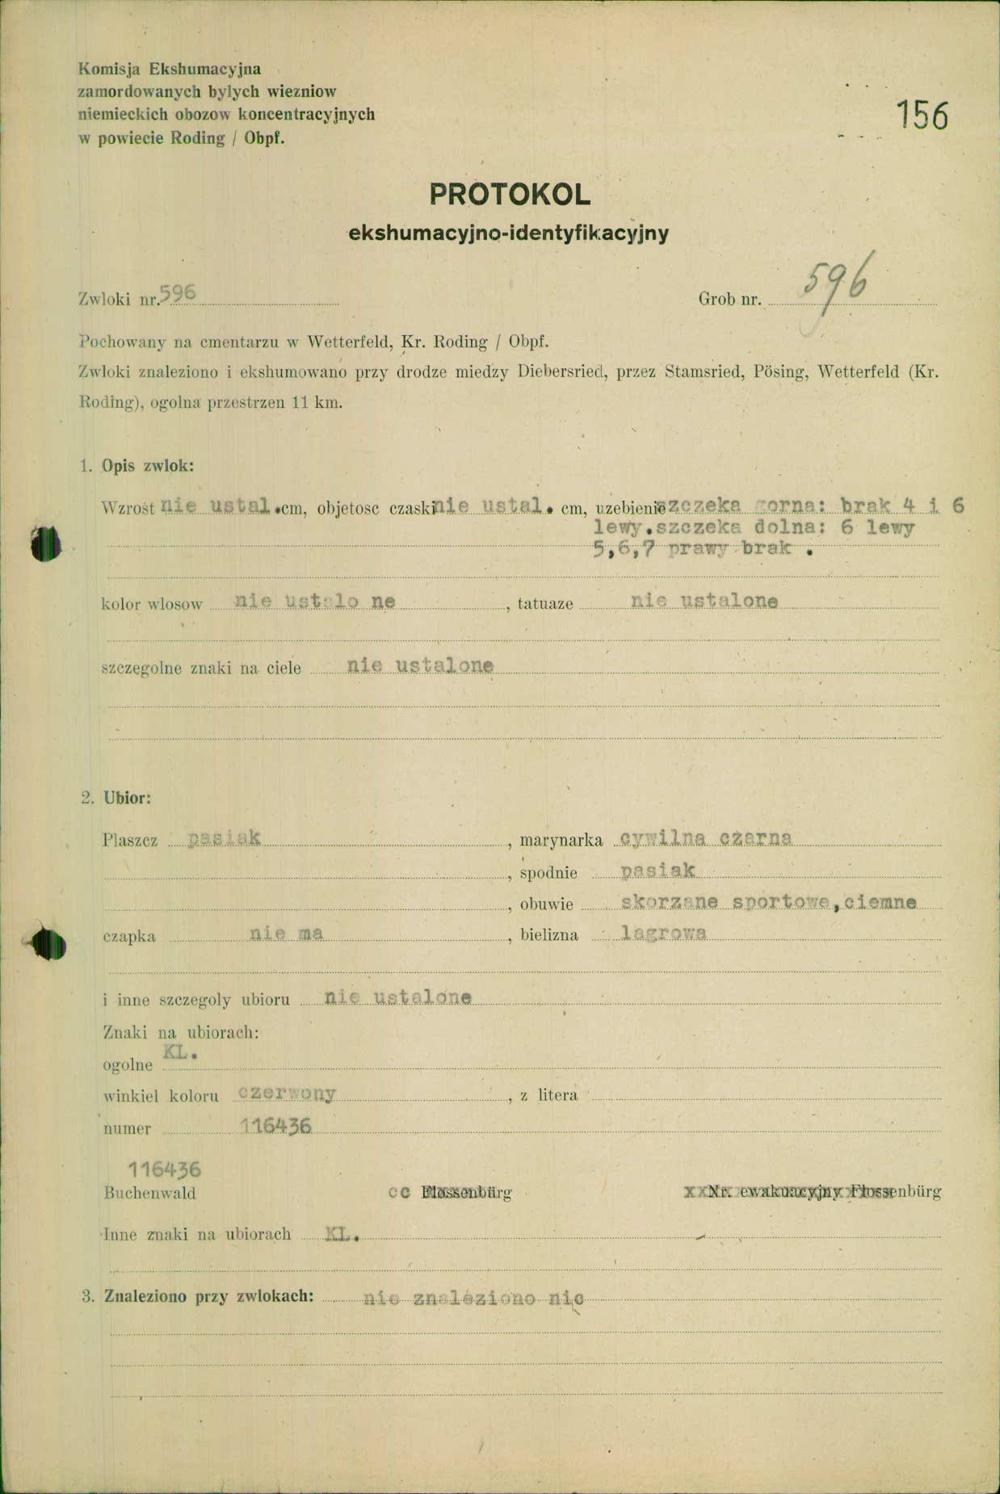 Komisja Ekshumacyjna
zamordowanych bylych wiezniow
niemieckich obozow koncentracyjnych
w powiecie Roding / Obpf.
156
PROTOKOL
ekshumacyjno-identyfikacyjny
Zwloki nr. 596 Grob nr. 596
Pochowany na cmentarzu w Wetterfeld, Kr. Roding / Obpf.
Zwloki znaleziono i ekshumowano przy drodze miedzy Diebersried, przez Stamsried, Pösing, Wetterfeld (Kr.
Roding), ogolna przestrzen 11 km.
1. Opis zwlok:
Wzrost nie ustal.cm, objetosc czaski nie ustal. cm, uzebienie szczeka gorna: brak 4 i 6
lewy.szczeka dolna: 6 lewy
5,6,7 prawy brak .
kolor wlosow nie ustalo ne , tatuaze nie ustalone
szczegolne znaki na ciele nie ustalone
2. Ubior:
Plaszcz pasiak , marynarka cywilna czarna
, spodnie pasiak
, obuwie skorzane sportowe,ciemne
czapka nie ma , bielizna lagrowa
i inne szczegoly ubioru nie ustalone
Znaki na ubiorach:
ogolne KL.
winkiel koloru czerwony , z litera
numer 116436
116436
Buchenwald cc Flossenbürg Nr. ewakuacyjny Flossenbürg
Inne znaki na ubiorach KL.
3. Znaleziono przy zwlokach: nie znaleziono nic